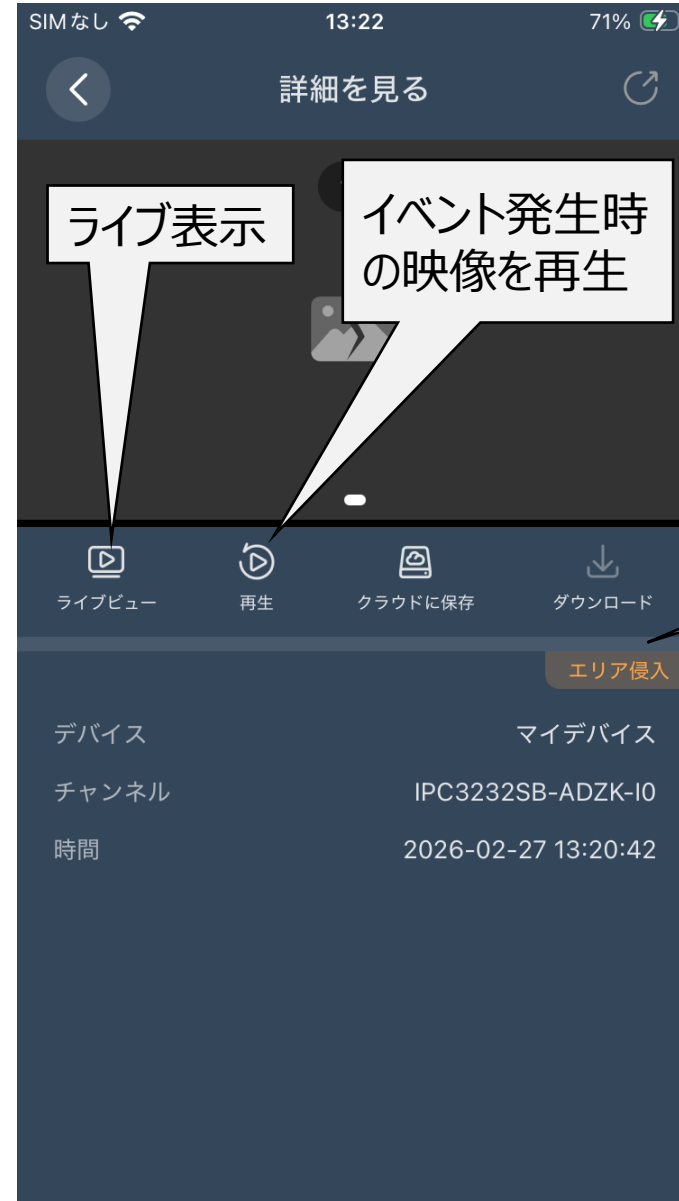 SIMなし 13:22 71%
詳細を見る
ライブ表示
イベント発生時
の映像を再生
ライブビュー 再生 クラウドに保存 ダウンロード
エリア侵入
デバイス マイデバイス
チャンネル IPC3232SB-ADZK-I0
時間 2026-02-27 13:20:42